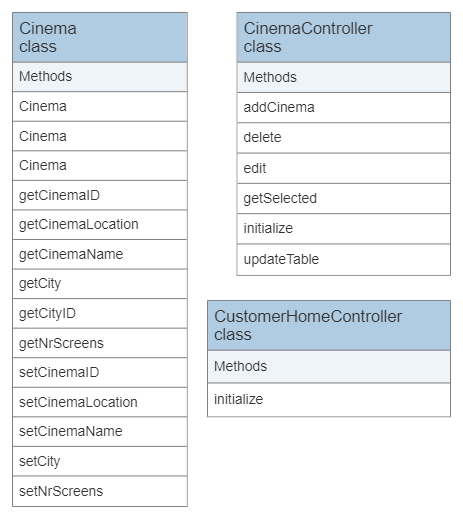 Cinema
class
Methods
Cinema
Cinema
Cinema
getCinemaID
getCinemaLocation
getCinemaName
getCity
getCityID
getNrScreens
setCinemaID
setCinemaLocation
setCinemaName
setCity
setNrScreens
CinemaController
class
Methods
addCinema
delete
edit
getSelected
initialize
updateTable
CustomerHomeController
class
Methods
initialize